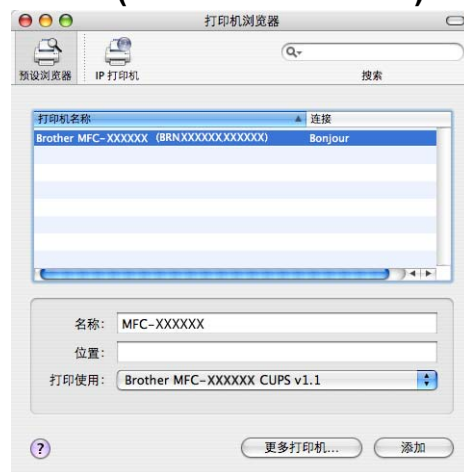 打印机浏览器
预设浏览器 IP 打印机 搜索
打印机名称 连接
Brother MFC-XXXXXX (BRNXXXXXXXXXXXX) Bonjour
名称: MFC-XXXXXX
位置:
打印使用: Brother MFC-XXXXXX CUPS v1.1
? 更多打印机... 添加